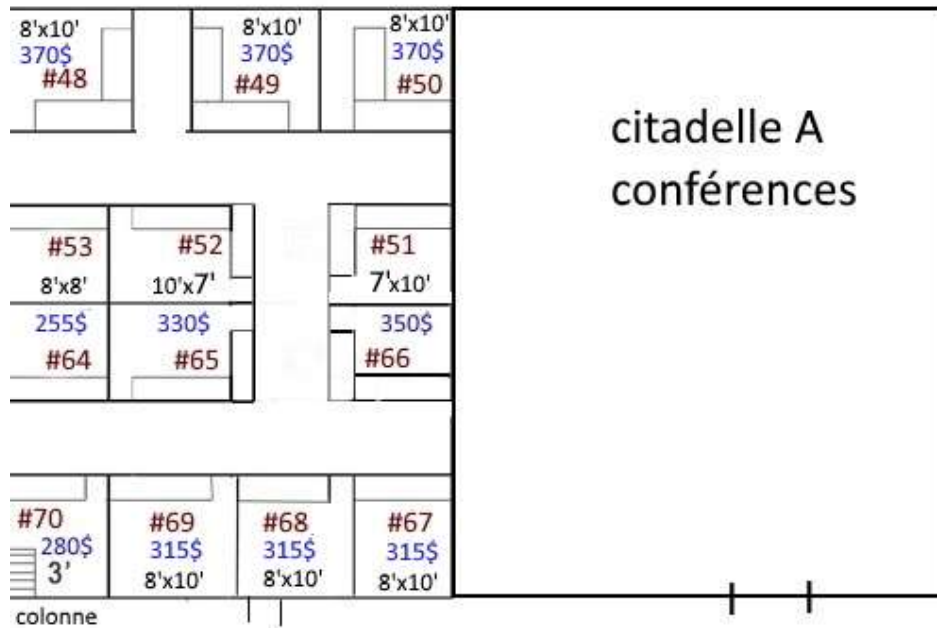 8'x10'
370$
#48
8'x10'
370$
#49
8'x10'
370$
#50
citadelle A
conférences
#53
8'x8'
255$
#64
#52
10'x7'
330$
#65
#51
7'x10'
350$
#66
#70
280$
3'
colonne
#69
315$
8'x10'
#68
315$
8'x10'
#67
315$
8'x10'